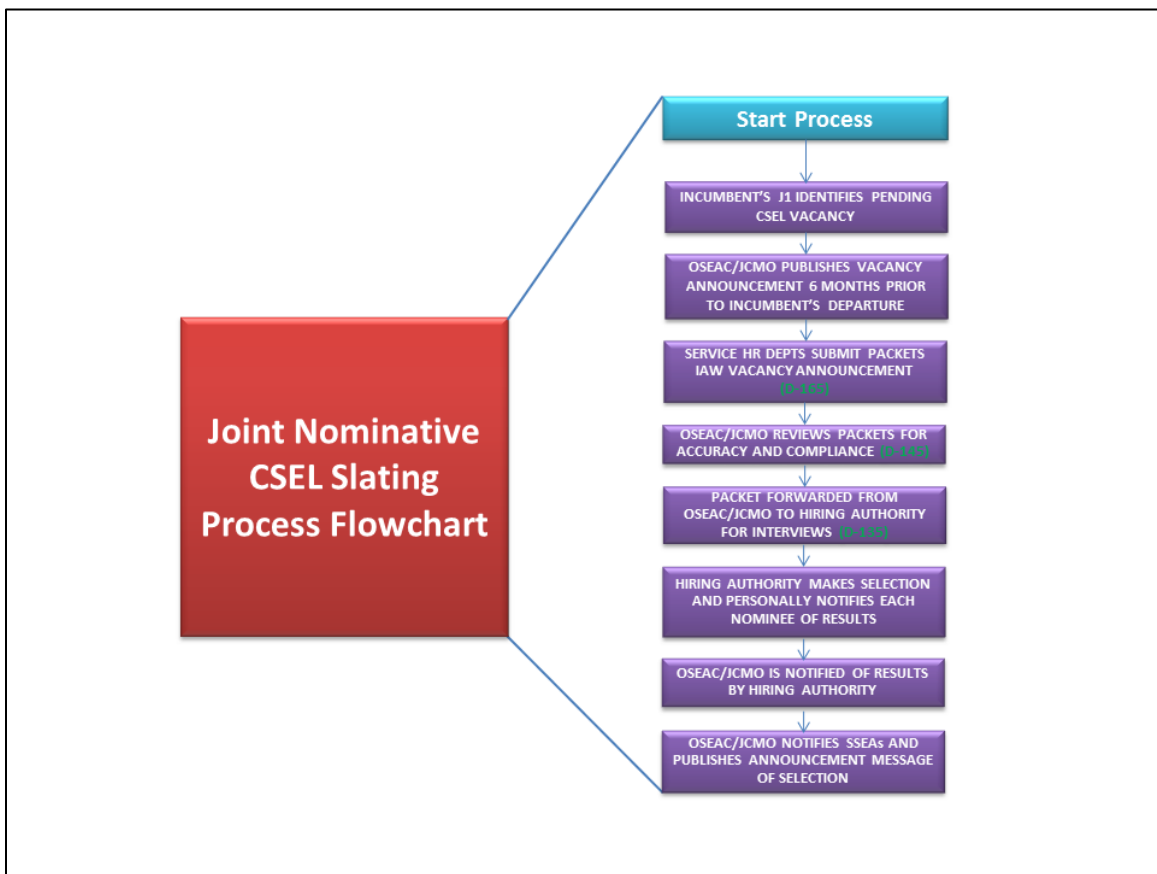 Start Process
INCUMBENT'S J1 IDENTIFIES PENDING
CSEL VACANCY
OSEAC/JCMO PUBLISHES VACANCY
ANNOUNCEMENT 6 MONTHS PRIOR
TO INCUMBENT'S DEPARTURE
SERVICE HR DEPTS SUBMIT PACKETS
IAW VACANCY ANNOUNCEMENT
(D-165)
OSEAC/JCMO REVIEWS PACKETS FOR
ACCURACY AND COMPLIANCE (D-145)
PACKET FORWARDED FROM
OSEAC/JCMO TO HIRING AUTHORITY
FOR INTERVIEWS (D-135)
HIRING AUTHORITY MAKES SELECTION
AND PERSONALLY NOTIFIES EACH
NOMINEE OF RESULTS
OSEAC/JCMO IS NOTIFIED OF RESULTS
BY HIRING AUTHORITY
OSEAC/JCMO NOTIFIES SSEAs AND
PUBLISHES ANNOUNCEMENT MESSAGE
OF SELECTION
Joint Nominative
CSEL Slating
Process Flowchart